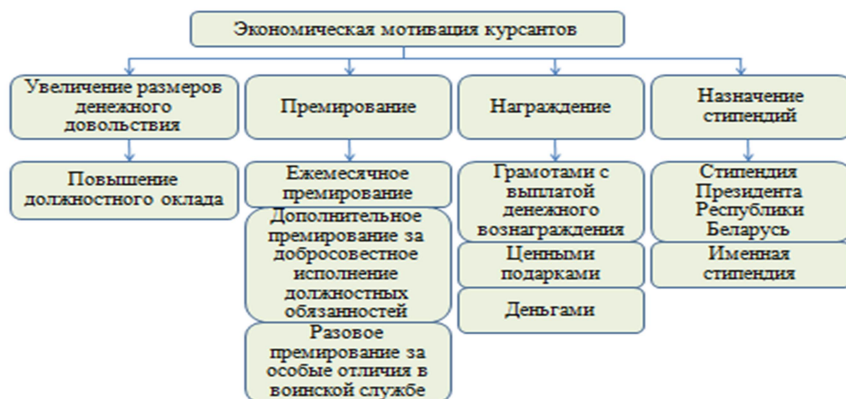 Экономическая мотивация курсантов
Увеличение размеров
денежного
довольствия
Премирование
Награждение
Назначение
стипендий
Повышение
должностного оклада
Ежемесячное
премирование
Дополнительное
премирование за
добросовестное
исполнение
должностных
обязанностей
Разовое
премирование за
особые отличия в
воинской службе
Грамотами с
выплатой
денежного
вознаграждения
Ценными
подарками
Деньгами
Стипендия
Президента
Республики
Беларусь
Именная
стипендия